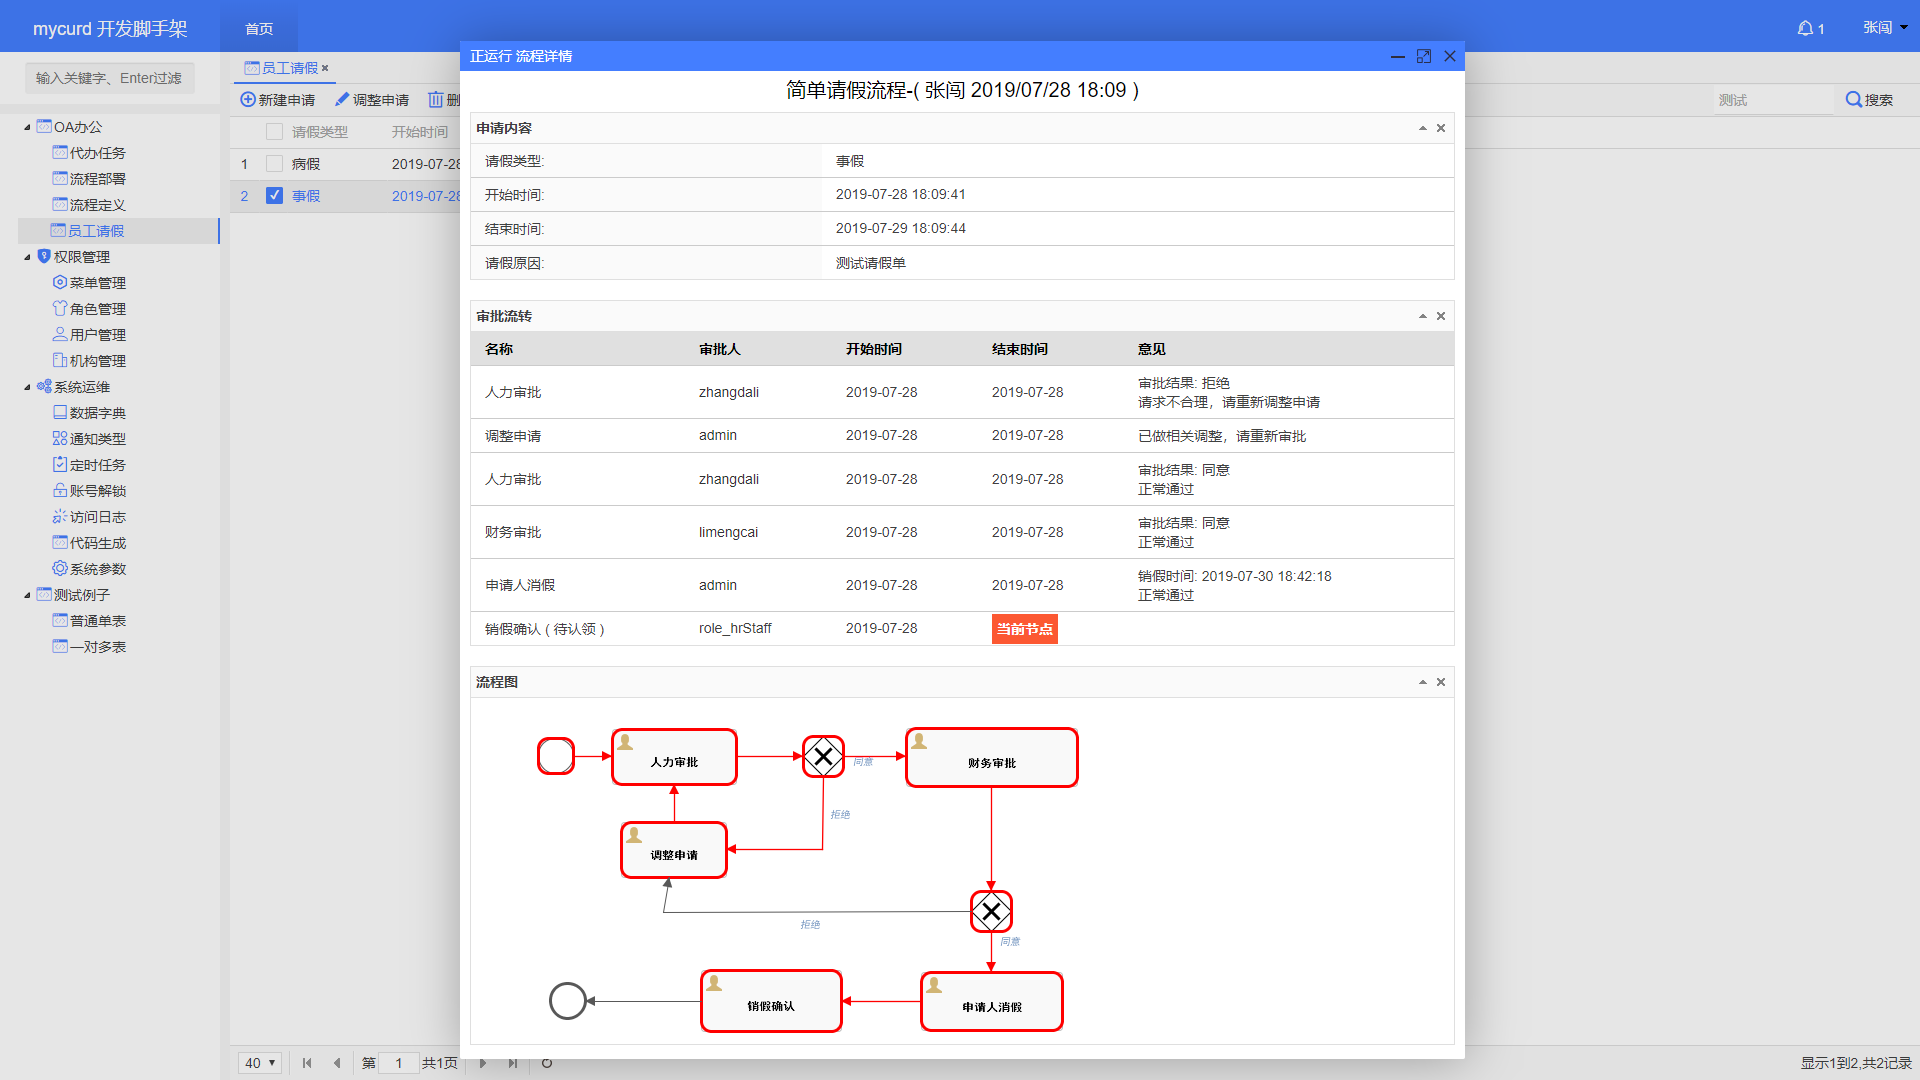 mycurd 开发脚手架
首页
1
张闯
输入关键字、Enter过滤
OA办公
代办任务
流程部署
流程定义
员工请假
权限管理
菜单管理
角色管理
用户管理
机构管理
系统运维
数据字典
通知类型
定时任务
账号解锁
访问日志
代码生成
系统参数
测试例子
普通单表
一对多表
员工请假
新建申请 调整申请 删
测试 搜索
请假类型 开始时间
1 病假 2019-07-28
2 事假 2019-07-28
正运行 流程详情
简单请假流程-( 张闯 2019/07/28 18:09 )
申请内容
请假类型: 事假
开始时间: 2019-07-28 18:09:41
结束时间: 2019-07-29 18:09:44
请假原因: 测试请假单
审批流转
名称 审批人 开始时间 结束时间 意见
人力审批 zhangdali 2019-07-28 2019-07-28 审批结果: 拒绝
请求不合理，请重新调整申请
调整申请 admin 2019-07-28 2019-07-28 已做相关调整，请重新审批
人力审批 zhangdali 2019-07-28 2019-07-28 审批结果: 同意
正常通过
财务审批 limengcai 2019-07-28 2019-07-28 审批结果: 同意
正常通过
申请人消假 admin 2019-07-28 2019-07-28 销假时间: 2019-07-30 18:42:18
正常通过
销假确认 ( 待认领 ) role_hrStaff 2019-07-28 当前节点
流程图
人力审批
同意
财务审批
拒绝
调整申请
拒绝
同意
销假确认
申请人消假
40 第 1 共1页
显示1到2,共2记录